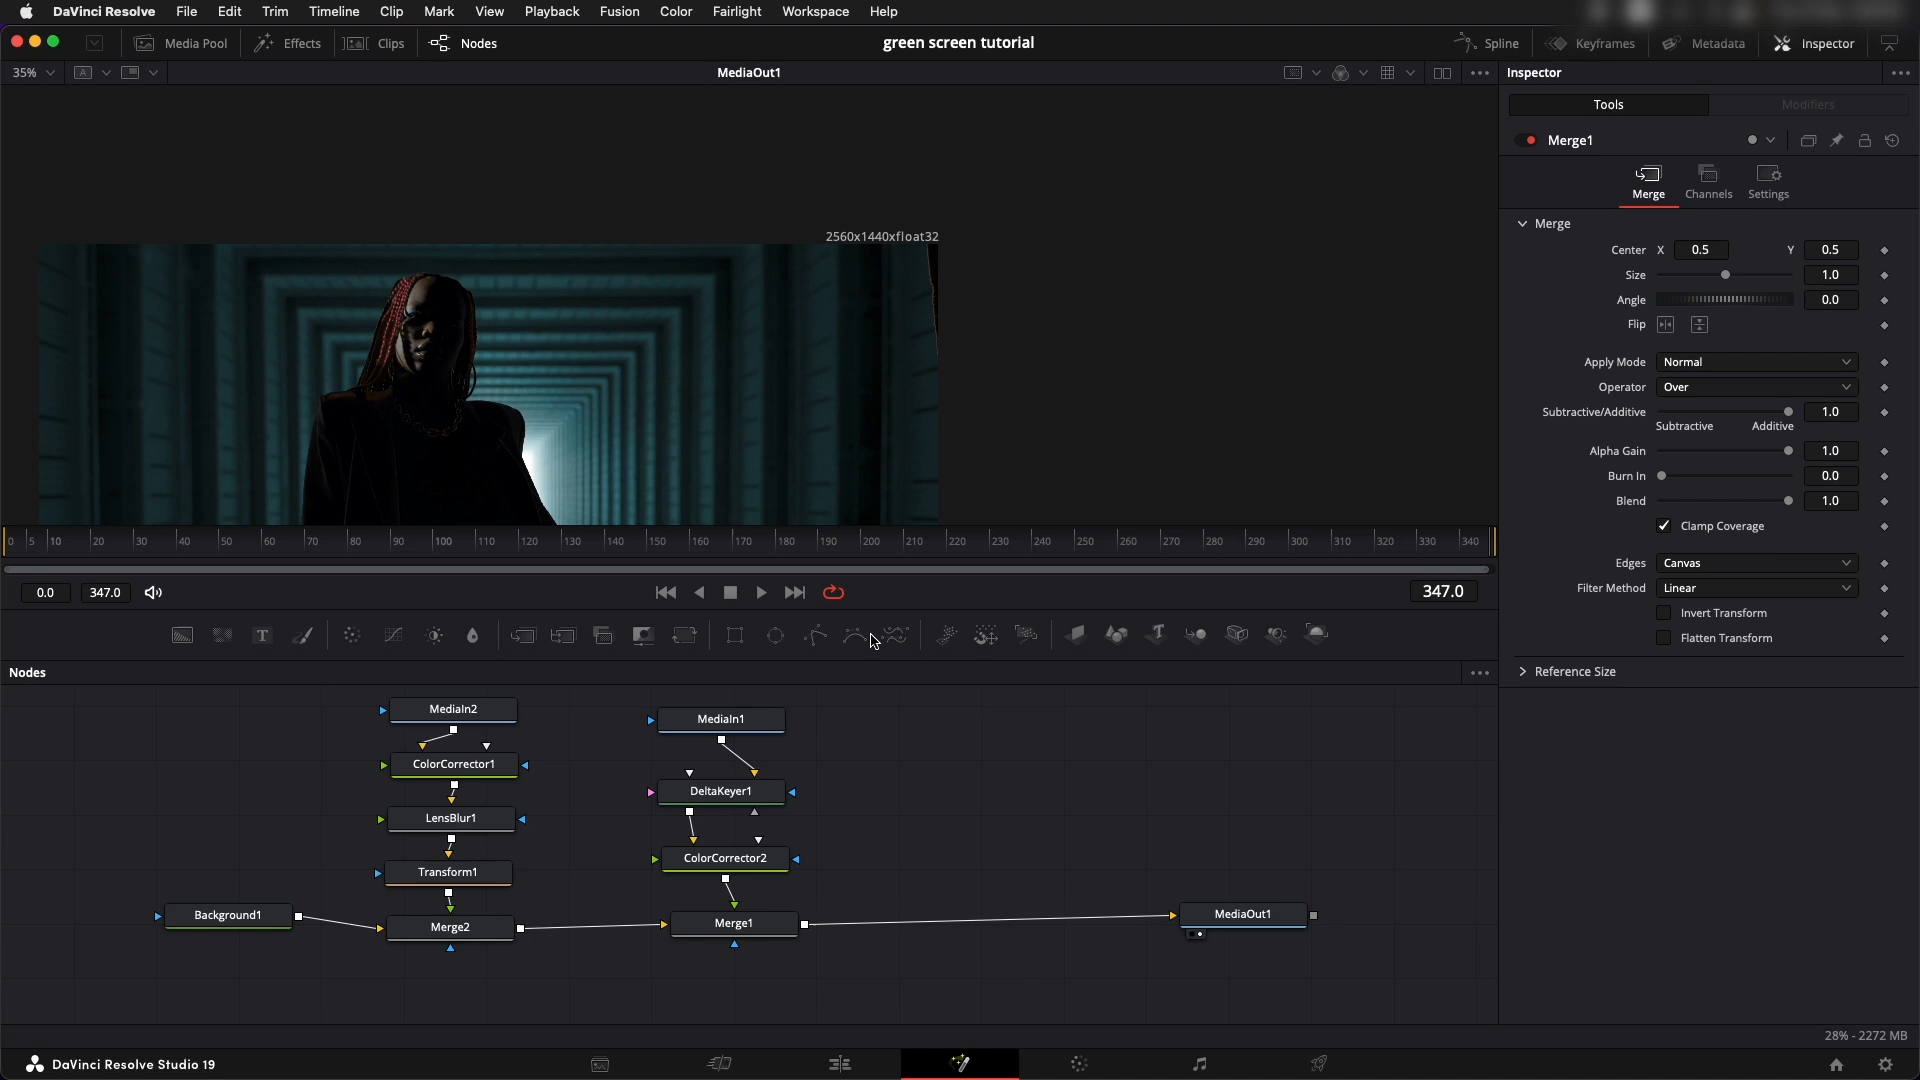 DaVinci Resolve File Edit Trim Timeline Clip Mark View Playback Fusion Color Fairlight Workspace Help
Media Pool Effects Clips Nodes green screen tutorial Spline Keyframes Metadata Inspector
35% A MediaOut1 Inspector
Tools Modifiers
Merge1
Merge Channels Settings
Merge
2560x1440xfloat32
Center X 0.5 Y 0.5
Size 1.0
Angle 0.0
Flip
Apply Mode Normal
Operator Over
Subtractive/Additive 1.0
Subtractive Additive
Alpha Gain 1.0
Burn In 0.0
Blend 1.0
Clamp Coverage
0 5 10 20 30 40 50 60 70 80 90 100 110 120 130 140 150 160 170 180 190 200 210 220 230 240 250 260 270 280 290 300 310 320 330 340
Edges Canvas
Filter Method Linear
Invert Transform
Flatten Transform
0.0 347.0 347.0
T
Nodes
Reference Size
MediaIn2
MediaIn1
ColorCorrector1
DeltaKeyer1
LensBlur1
ColorCorrector2
Transform1
Background1
Merge2
Merge1
MediaOut1
28% - 2272 MB
DaVinci Resolve Studio 19